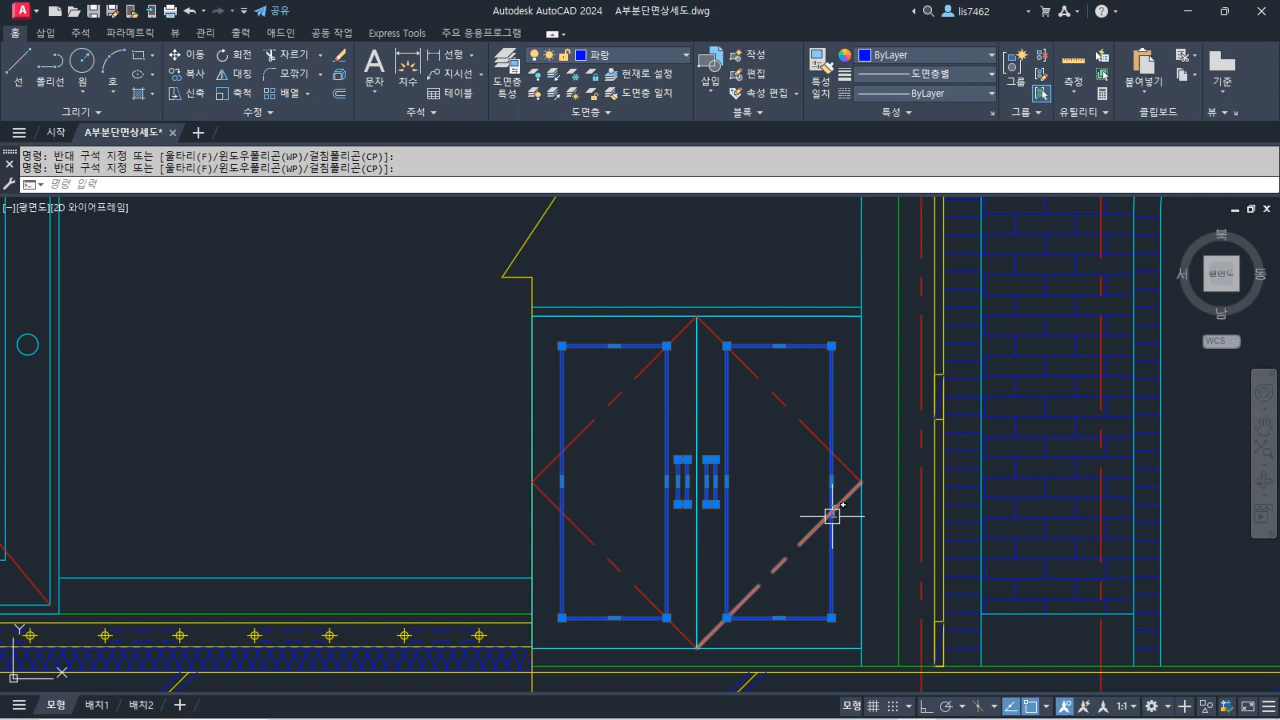 A 공유 Autodesk AutoCAD 2024 A부분단면상세도.dwg lis7462
홈 삽입 주석 파라메트릭 뷰 관리 출력 애드인 공동 작업 Express Tools 주요 응용프로그램
선 폴리선 원 호
이동 회전 자르기
복사 대칭 모깎기
신축 축척 배열
문자 치수
선형
지시선
테이블
도면층 특성
파랑
현재로 설정
도면층 일치
삽입
작성
편집
속성 편집
특성 일치
ByLayer
도면층별
ByLayer
그룹 측정 붙여넣기 기준
그리기 수정 주석 도면층 블록 특성 그룹 유틸리티 클립보드 뷰
시작 A부분단면상세도*
명령: 반대 구석 지정 또는 [울타리(F)/윈도우폴리곤(WP)/걸침폴리곤(CP)]:
명령: 반대 구석 지정 또는 [울타리(F)/윈도우폴리곤(WP)/걸침폴리곤(CP)]:
명령 입력
[−][평면도][2D 와이어프레임]
북
서 평면도 동
남
WCS
Y
X
모형 배치1 배치2 모형 1:1